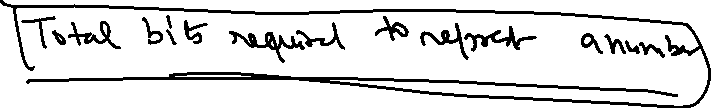 Total bits required to represent a number